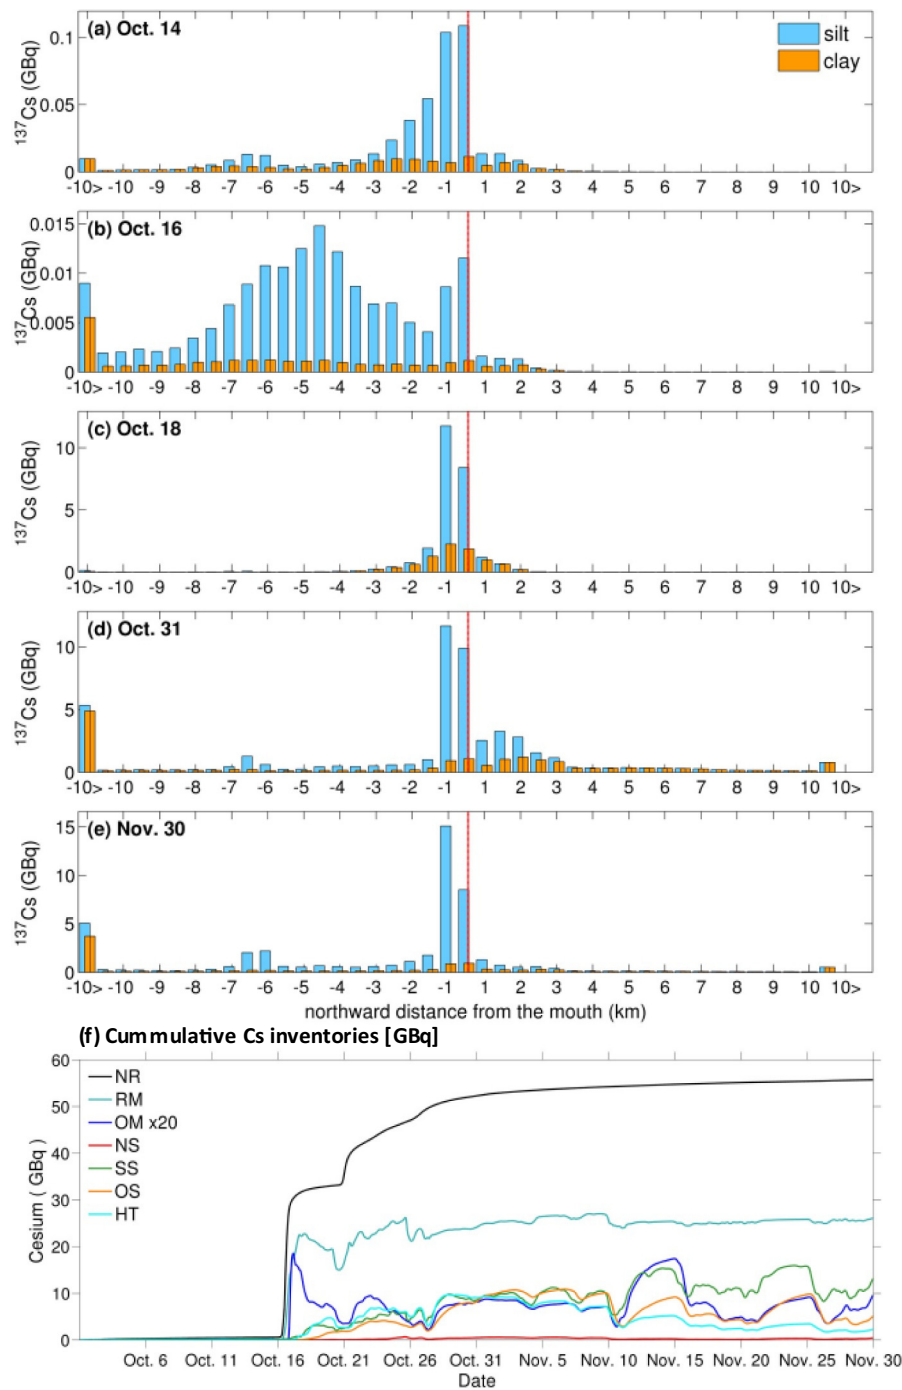 (a) Oct. 14
silt
clay
137Cs (GBq)
0.1
0.05
0
-10> -10 -9 -8 -7 -6 -5 -4 -3 -2 -1 1 2 3 4 5 6 7 8 9 10 10>
(b) Oct. 16
137Cs (GBq)
0.015
0.01
0.005
0
-10> -10 -9 -8 -7 -6 -5 -4 -3 -2 -1 1 2 3 4 5 6 7 8 9 10 10>
(c) Oct. 18
137Cs (GBq)
10
5
0
-10> -10 -9 -8 -7 -6 -5 -4 -3 -2 -1 1 2 3 4 5 6 7 8 9 10 10>
(d) Oct. 31
137Cs (GBq)
10
5
0
-10> -10 -9 -8 -7 -6 -5 -4 -3 -2 -1 1 2 3 4 5 6 7 8 9 10 10>
(e) Nov. 30
137Cs (GBq)
15
10
5
0
-10> -10 -9 -8 -7 -6 -5 -4 -3 -2 -1 1 2 3 4 5 6 7 8 9 10 10>
northward distance from the mouth (km)
(f) Cummulative Cs inventories [GBq]
Cesium ( GBq )
60
50
40
30
20
10
0
NR
RM
OM x20
NS
SS
OS
HT
Oct. 6 Oct. 11 Oct. 16 Oct. 21 Oct. 26 Oct. 31 Nov. 5 Nov. 10 Nov. 15 Nov. 20 Nov. 25 Nov. 30
Date